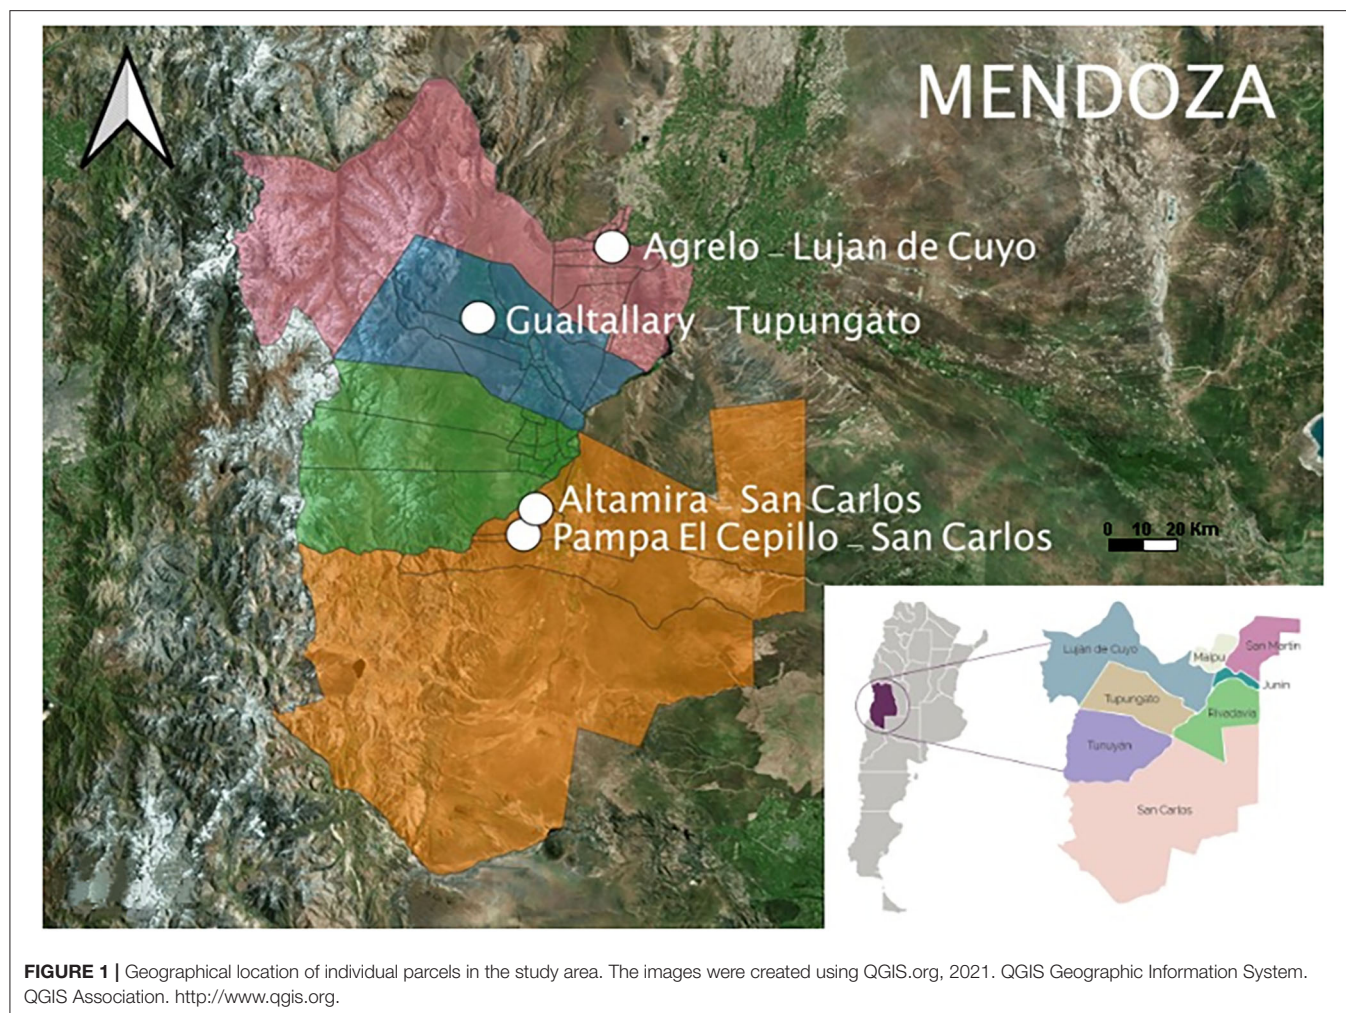 MENDOZA
Agrelo - Lujan de Cuyo
Gualtallary - Tupungato
Altamira - San Carlos
Pampa El Cepillo - San Carlos
0 10 20 Km
Luján de Cuyo
Maipu
San Martin
Junin
Tupungato
Rivadavia
Tunuyán
San Carlos
FIGURE 1 | Geographical location of individual parcels in the study area. The images were created using QGIS.org, 2021. QGIS Geographic Information System.
QGIS Association. http://www.qgis.org.